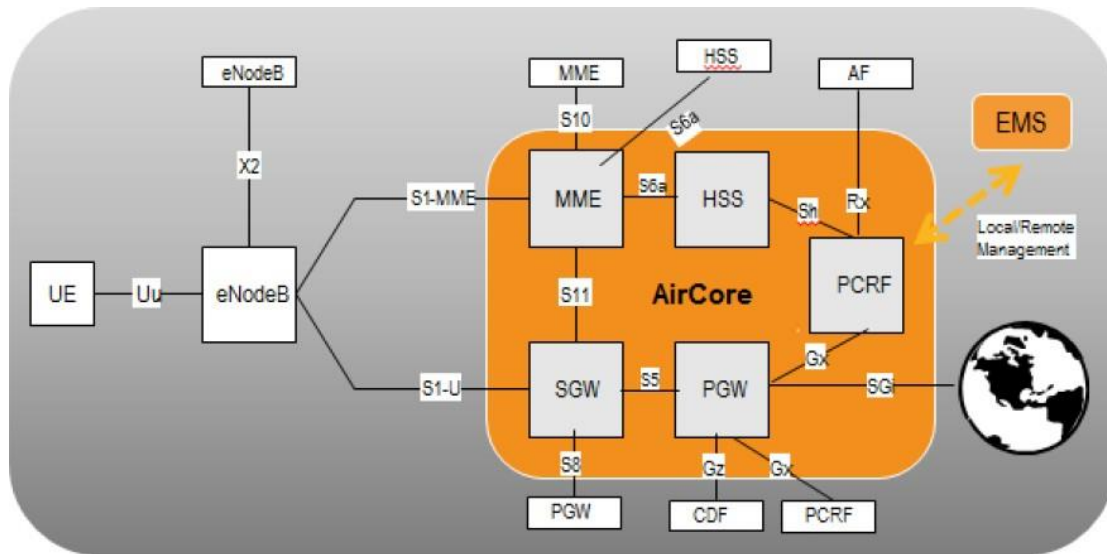 eNodeB
MME
HSS
AF
EMS
S10
S6a
X2
S1-MME
MME
S6a
HSS
Sh
Rx
Local/Remote
Management
UE
Uu
eNodeB
S11
AirCore
PCRF
Gx
S1-U
SGW
S5
PGW
SGi
S8
Gz
Gx
PGW
CDF
PCRF